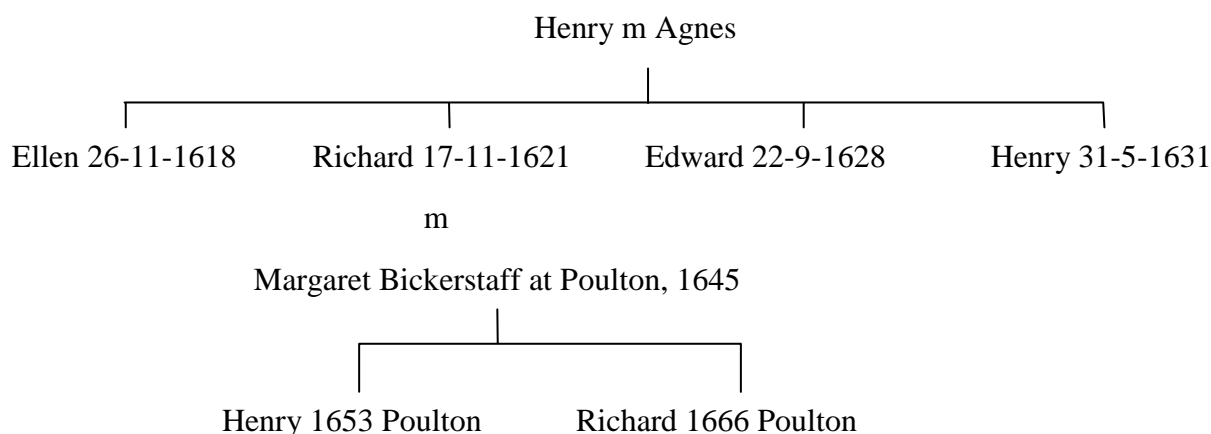 Henry m Agnes
Ellen 26-11-1618 Richard 17-11-1621 Edward 22-9-1628 Henry 31-5-1631
m
Margaret Bickerstaff at Poulton, 1645
Henry 1653 Poulton Richard 1666 Poulton